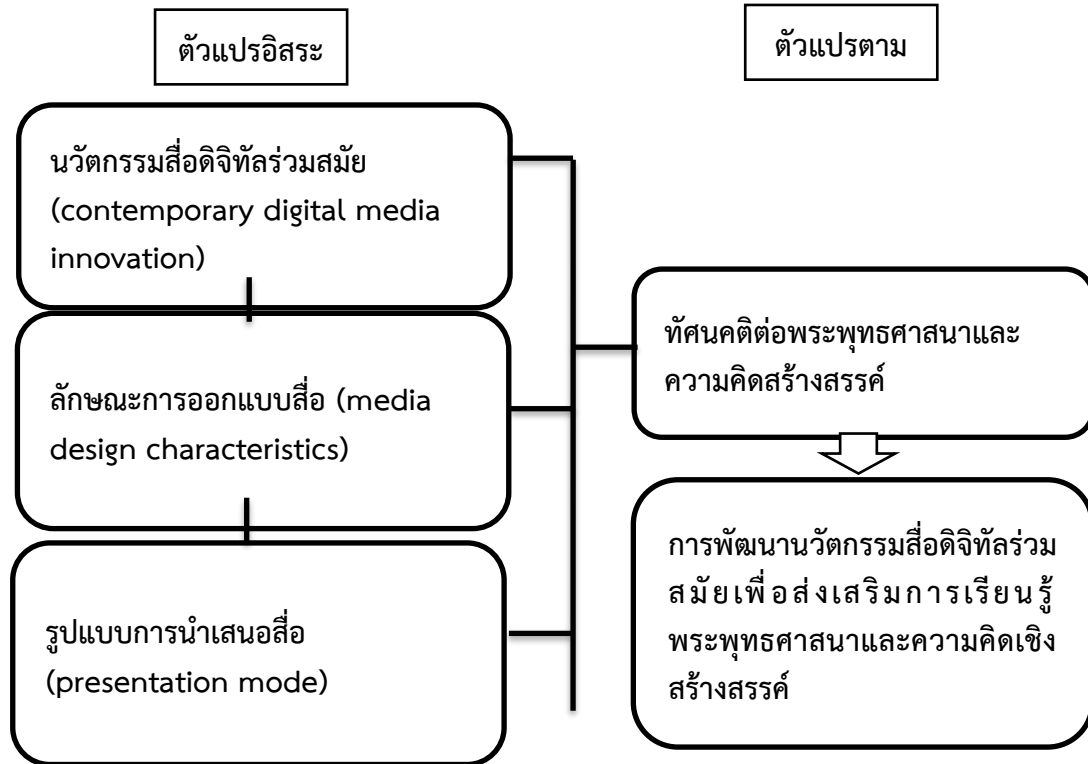 ตัวแปรอิสระ
ตัวแปรตาม
นวัตกรรมสื่อดิจิทัลร่วมสมัย
(contemporary digital media
innovation)
ลักษณะการออกแบบสื่อ (media
design characteristics)
รูปแบบการนำเสนอสื่อ
(presentation mode)
ทัศนคติต่อพระพุทธศาสนาและ
ความคิดสร้างสรรค์
การพัฒนานวัตกรรมสื่อดิจิทัลร่วม
สมัยเพื่อส่งเสริมการเรียนรู้
พระพุทธศาสนาและความคิดเชิง
สร้างสรรค์